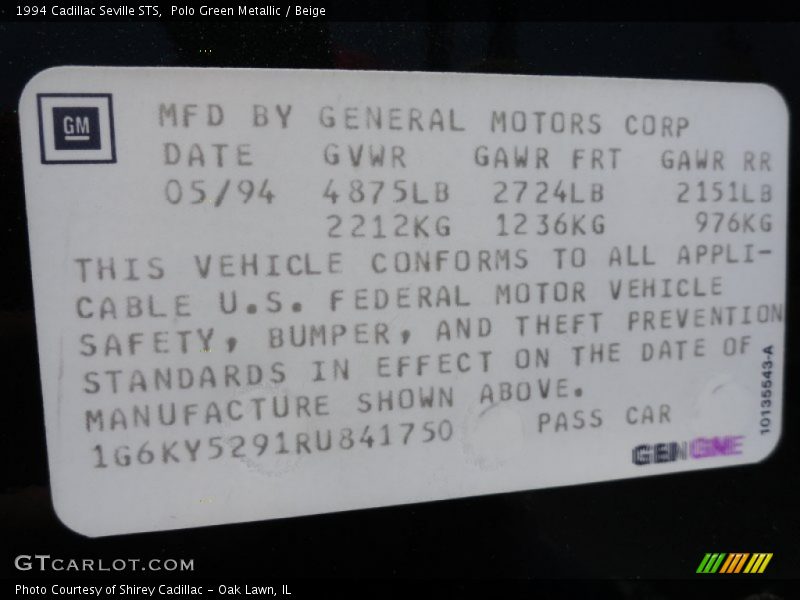 1994 Cadillac Seville STS,  Polo Green Metallic / Beige
GM
MFD BY GENERAL MOTORS CORP
DATE GVWR GAWR FRT GAWR RR
05/94 4875LB 2724LB 2151LB
2212KG 1236KG 976KG
THIS VEHICLE CONFORMS TO ALL APPLI-
CABLE U.S. FEDERAL MOTOR VEHICLE
SAFETY, BUMPER, AND THEFT PREVENTION
STANDARDS IN EFFECT ON THE DATE OF
MANUFACTURE SHOWN ABOVE.
1G6KY5291RU841750 PASS CAR
10135543-A
GTCARLOT.COM
Photo Courtesy of Shirey Cadillac - Oak Lawn, IL